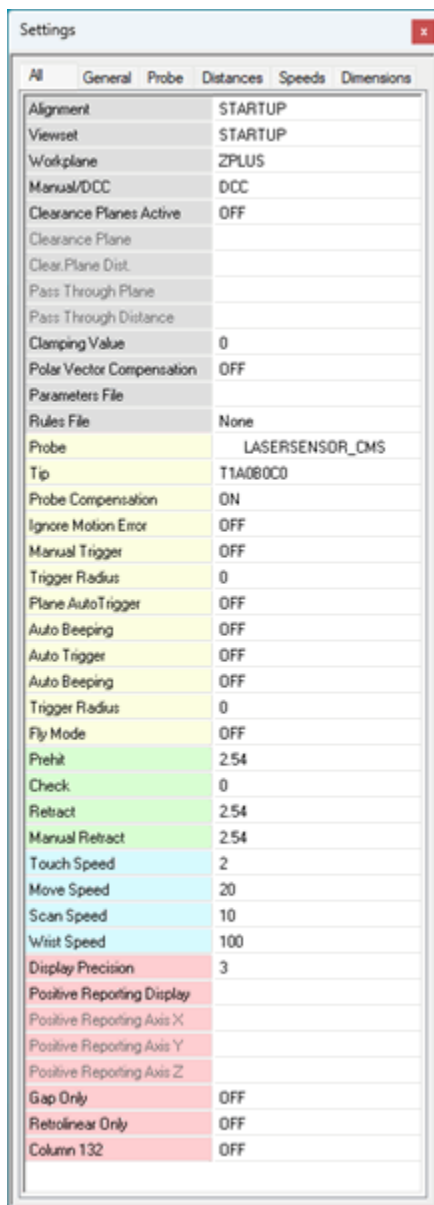 Settings
x
All General Probe Distances Speeds Dimensions
Alignment STARTUP
Viewset STARTUP
Workplane ZPLUS
Manual/DCC DCC
Clearance Planes Active OFF
Clearance Plane
Clear.Plane Dist.
Pass Through Plane
Pass Through Distance
Clamping Value 0
Polar Vector Compensation OFF
Parameters File
Rules File None
Probe LASERSENSOR_CMS
Tip T1A0B0C0
Probe Compensation ON
Ignore Motion Error OFF
Manual Trigger OFF
Trigger Radius 0
Plane AutoTrigger OFF
Auto Beeping OFF
Auto Trigger OFF
Auto Beeping OFF
Trigger Radius 0
Fly Mode OFF
Prehit 2.54
Check 0
Retract 2.54
Manual Retract 2.54
Touch Speed 2
Move Speed 20
Scan Speed 10
Wrist Speed 100
Display Precision 3
Positive Reporting Display
Positive Reporting Axis X
Positive Reporting Axis Y
Positive Reporting Axis Z
Gap Only OFF
Retrolinear Only OFF
Column 132 OFF